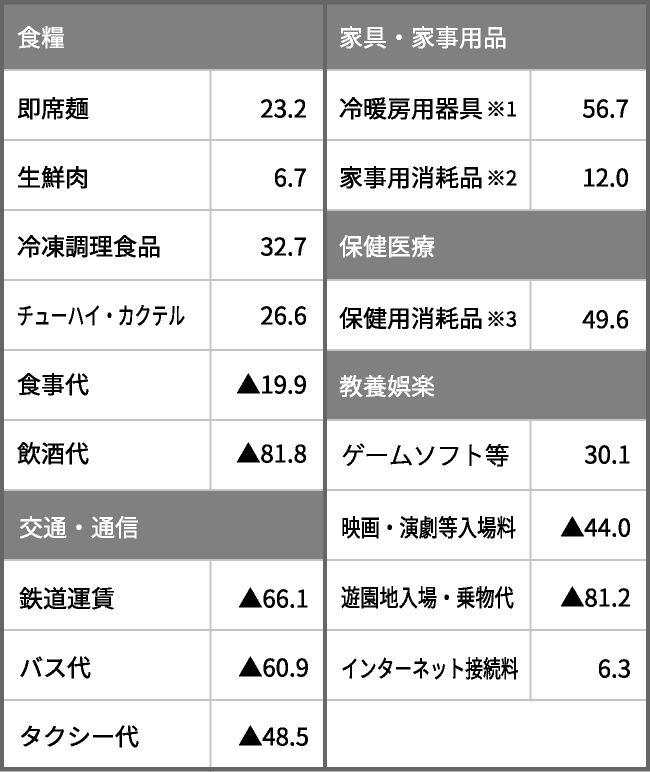 食糧
即席麺 23.2
生鮮肉 6.7
冷凍調理食品 32.7
チューハイ・カクテル 26.6
食事代 ▲19.9
飲酒代 ▲81.8
交通・通信
鉄道運賃 ▲66.1
バス代 ▲60.9
タクシー代 ▲48.5
家具・家事用品
冷暖房用器具※1 56.7
家事用消耗品※2 12.0
保健医療
保健用消耗品※3 49.6
教養娯楽
ゲームソフト等 30.1
映画・演劇等入場料 ▲44.0
遊園地入場・乗物代 ▲81.2
インターネット接続料 6.3